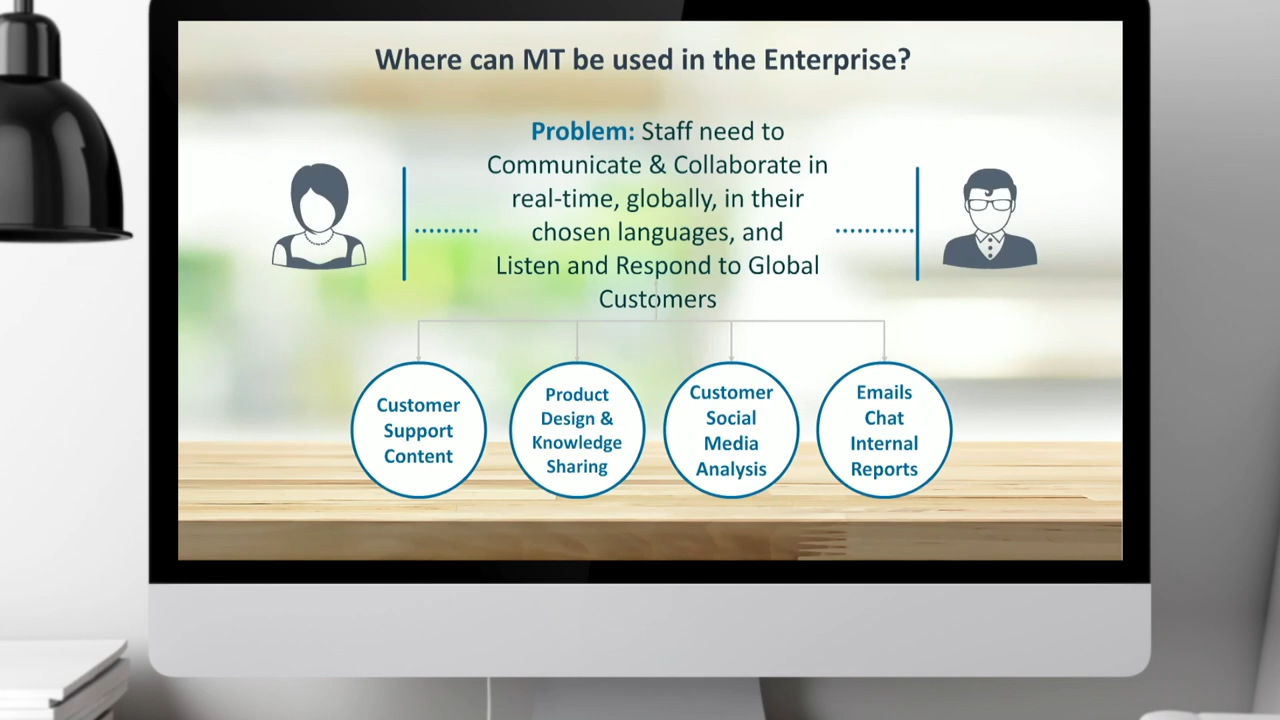 Where can MT be used in the Enterprise?
Problem: Staff need to
Communicate & Collaborate in
real-time, globally, in their
chosen languages, and
Listen and Respond to Global
Customers
Customer
Support
Content
Product
Design &
Knowledge
Sharing
Customer
Social
Media
Analysis
Emails
Chat
Internal
Reports